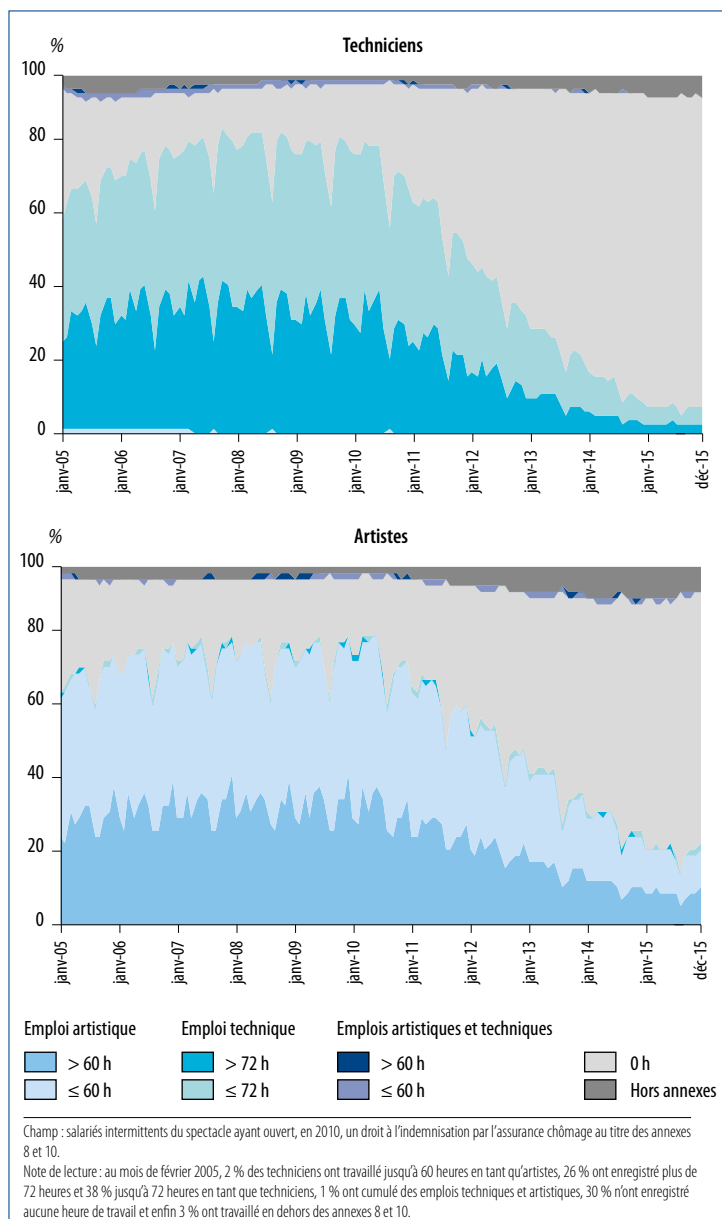 %
Techniciens
100
80
60
40
20
0
janv-05
janv-06
janv-07
janv-08
janv-09
janv-10
janv-11
janv-12
janv-13
janv-14
janv-15
déc-15
%
Artistes
100
80
60
40
20
0
janv-05
janv-06
janv-07
janv-08
janv-09
janv-10
janv-11
janv-12
janv-13
janv-14
janv-15
déc-15
Emploi artistique
> 60 h
≤ 60 h
Emploi technique
> 72 h
≤ 72 h
Emplois artistiques et techniques
> 60 h
≤ 60 h
0 h
Hors annexes
Champ : salariés intermittents du spectacle ayant ouvert, en 2010, un droit à l'indemnisation par l'assurance chômage au titre des annexes
8 et 10.
Note de lecture : au mois de février 2005, 2 % des techniciens ont travaillé jusqu'à 60 heures en tant qu'artistes, 26 % ont enregistré plus de
72 heures et 38 % jusqu'à 72 heures en tant que techniciens, 1 % ont cumulé des emplois techniques et artistiques, 30 % n'ont enregistré
aucune heure de travail et enfin 3 % ont travaillé en dehors des annexes 8 et 10.